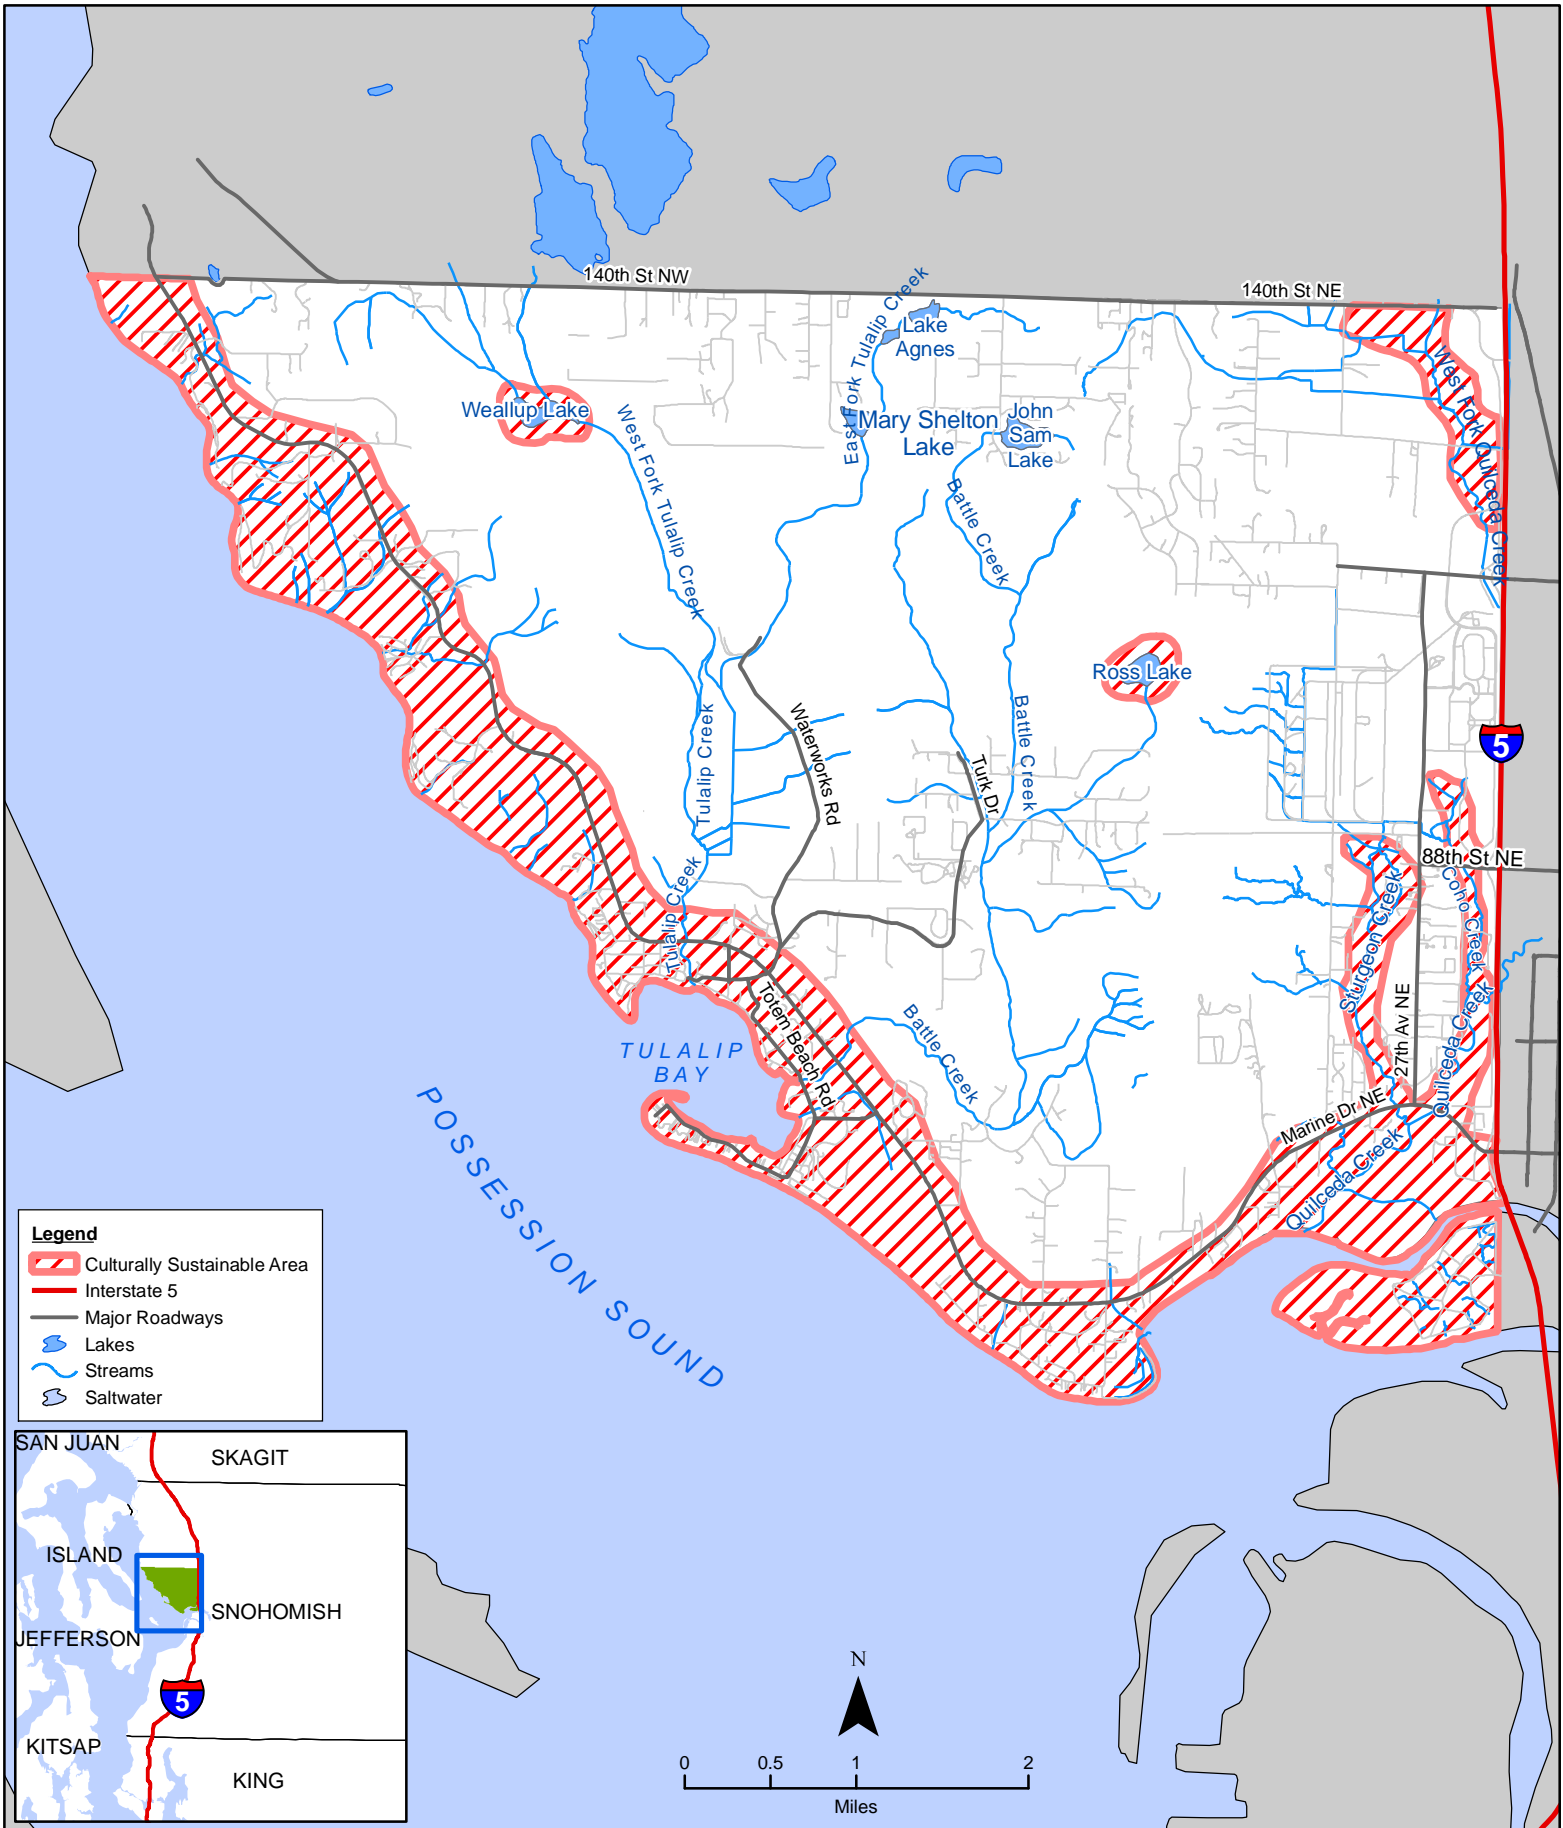 140th St NW
140th St NE
East Fork Tulalip Creek
Lake
Agnes
West Fork Quilceda Creek
Weallup Lake
West Fork Tulalip Creek
Mary Shelton
Lake
John
Sam
Lake
Battle Creek
Ross Lake
Tulalip Creek
Waterworks Rd
Battle Creek
Turk Dr
5
88th St NE
Tulalip Creek
Sturgeon Creek
Coho Creek
27th Av NE
Quilceda Creek
Totem Beach Rd
Battle Creek
TULALIP
BAY
Marine Dr NE
Quilceda Creek
POSSESSION SOUND
Legend
Culturally Sustainable Area
Interstate 5
Major Roadways
Lakes
Streams
Saltwater
SAN JUAN
SKAGIT
ISLAND
SNOHOMISH
JEFFERSON
5
KITSAP
KING
N
0 0.5 1 2
Miles